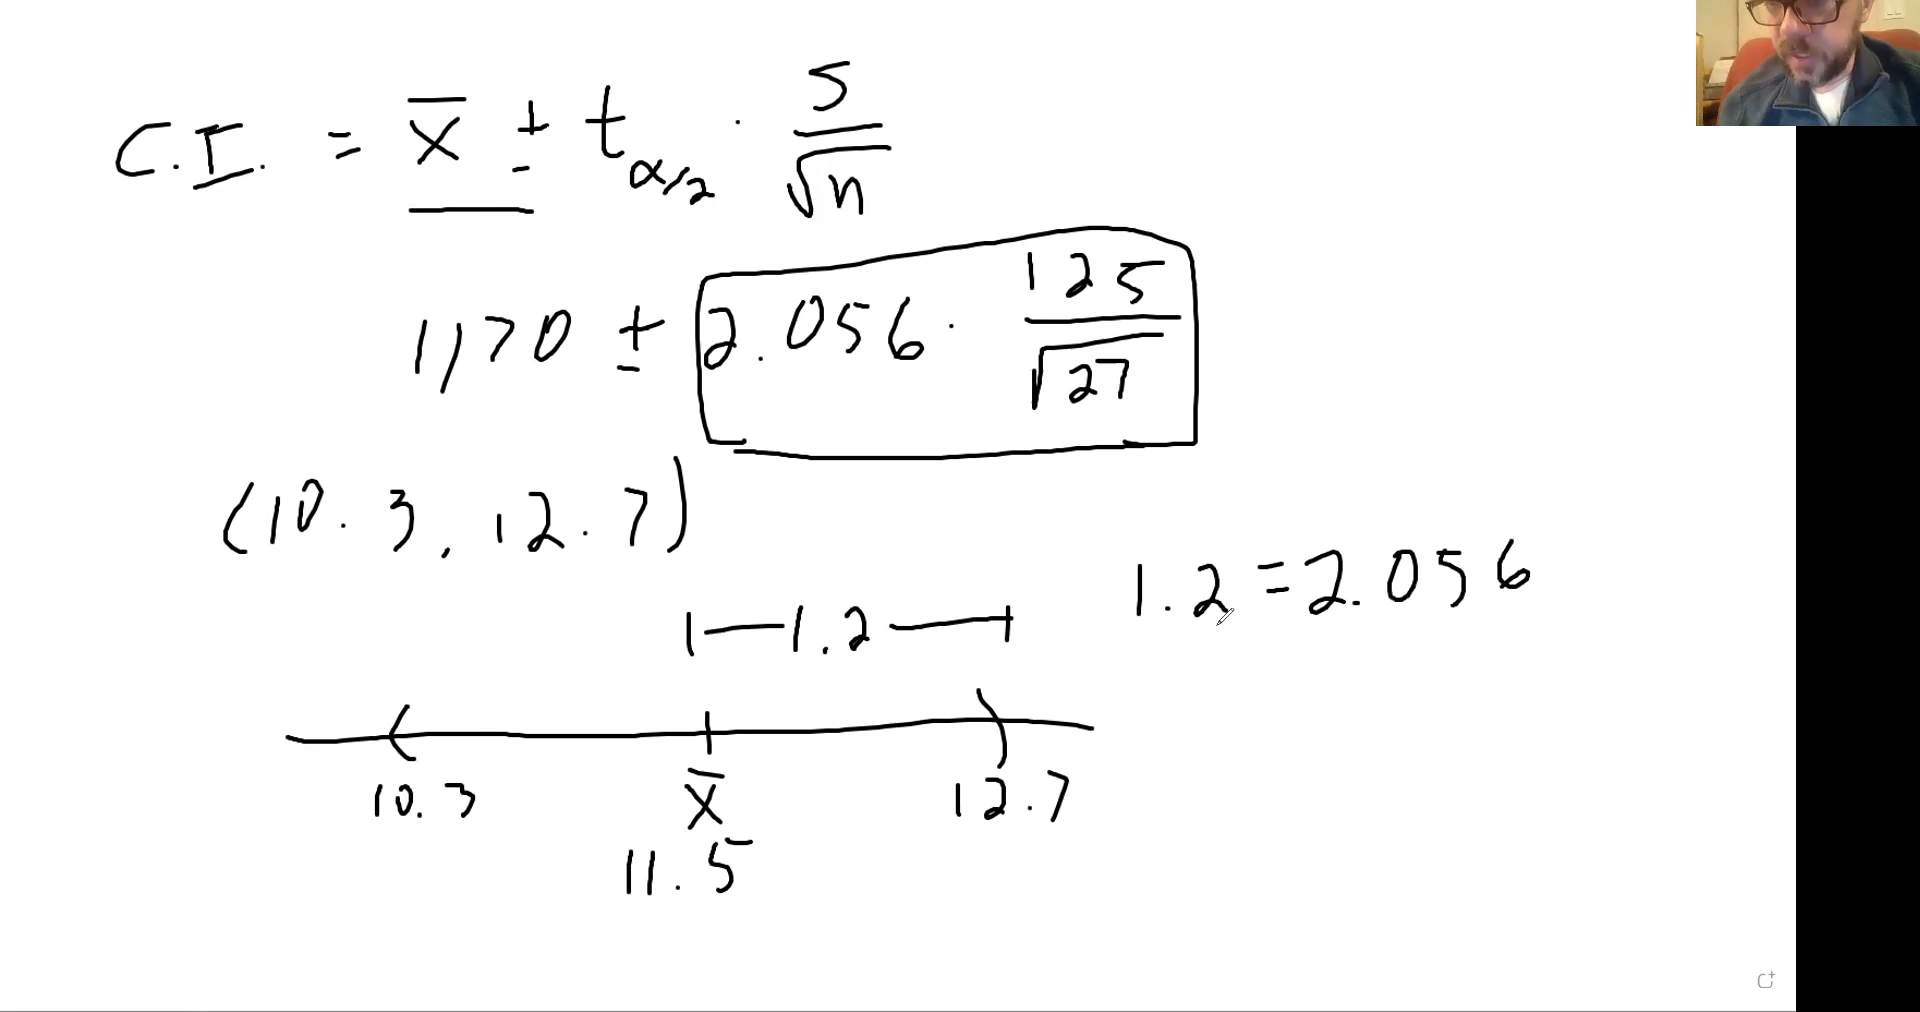 C.I. = x̄ ± t_α/2 · s/√n
1,170 ± 2.056 · 125/√27
(10.3, 12.7)
1.2 = 2.056
1.2
10.3 x̄ 12.7
11.5